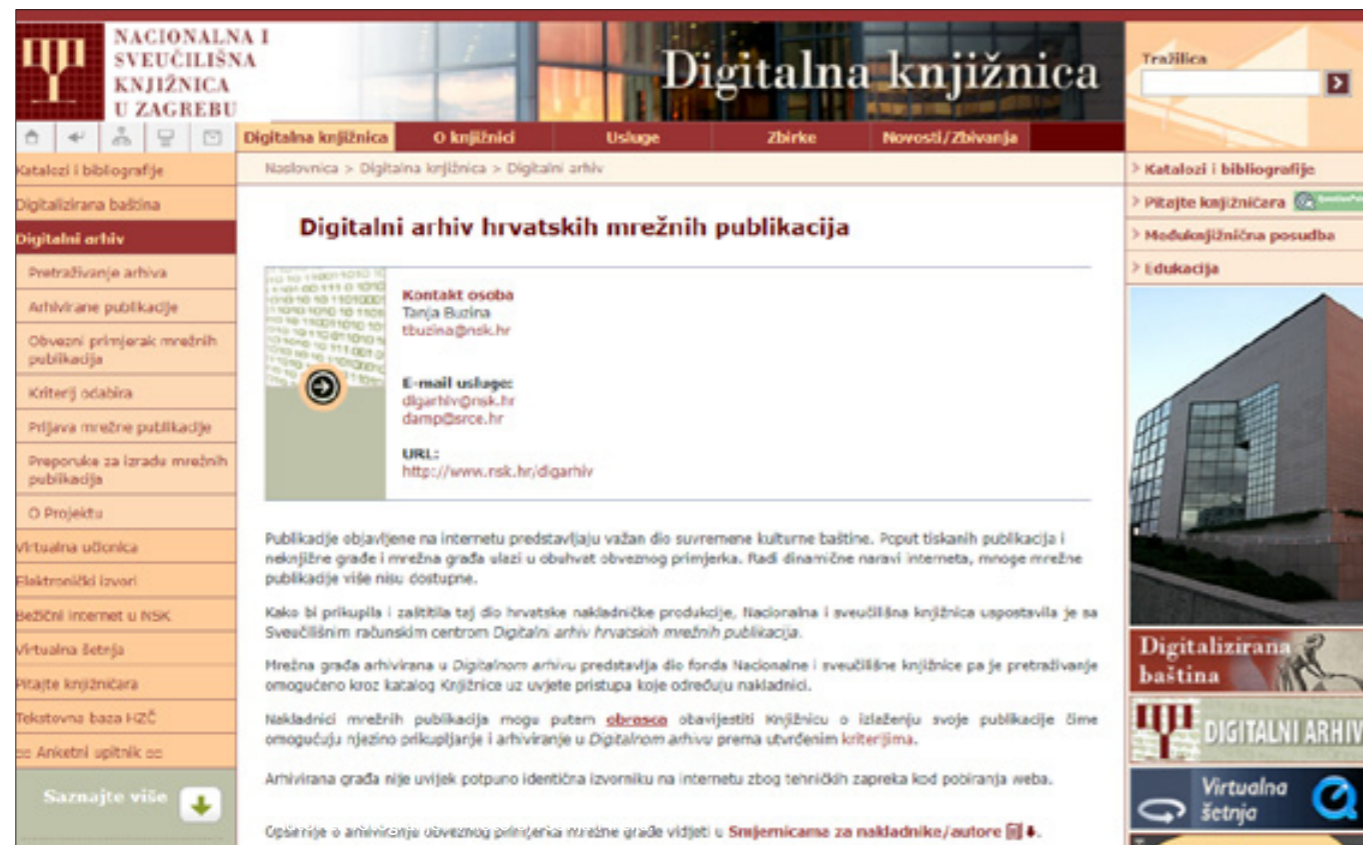 NACIONALNA I
SVEUČILIŠNA
KNJIŽNICA
U ZAGREBU
Digitalna knjižnica
Tražilica
Digitalna knjižnica
O knjižnici
Usluge
Zbirke
Novosti/Zbivanja
Katalozi i bibliografije
Digitalizirana baština
Digitalni arhiv
Pretraživanje arhiva
Arhivirane publikacije
Obvezni primjerak mrežnih
publikacija
Kriterij odabira
Prijava mrežne publikacije
Preporuke za izradu mrežnih
publikacija
O Projektu
Virtualna učionica
Elektronički izvori
Bežični internet u NSK
Virtualna šetnja
Pitajte knjižničara
Tekstovna baza HZČ
:: Anketni upitnik ::
Saznajte više
Naslovnica > Digitalna knjižnica > Digitalni arhiv
Digitalni arhiv hrvatskih mrežnih publikacija
Kontakt osoba
Tanja Buzina
tbuzina@nsk.hr
E-mail usluge:
digarhiv@nsk.hr
damp@srce.hr
URL:
http://www.nsk.hr/digarhiv
Publikacije objavljene na internetu predstavljaju važan dio suvremene kulturne baštine. Poput tiskanih publikacija i
neknjižne građe i mrežna građa ulazi u obuhvat obveznog primjerka. Radi dinamične naravi interneta, mnoge mrežne
publikacije više nisu dostupne.
Kako bi prikupila i zaštitila taj dio hrvatske nakladničke produkcije, Nacionalna i sveučilišna knjižnica uspostavila je sa
Sveučilišnim računskim centrom Digitalni arhiv hrvatskih mrežnih publikacija.
Mrežna građa arhivirana u Digitalnom arhivu predstavlja dio fonda Nacionalne i sveučilišne knjižnice pa je pretraživanje
omogućeno kroz katalog Knjižnice uz uvjete pristupa koje određuju nakladnici.
Nakladnici mrežnih publikacija mogu putem obrasca obavijestiti Knjižnicu o izlaženju svoje publikacije čime
omogućuju njezino prikupljanje i arhiviranje u Digitalnom arhivu prema utvrđenim kriterijima.
Arhivirana građa nije uvijek potpuno identična izvorniku na internetu zbog tehničkih zapreka kod pobiranja weba.
Opširnije o arhiviranju obveznog primjerka mrežne građe vidjeti u Smjernicama za nakladnike/autore.
> Katalozi i bibliografije
> Pitajte knjižničara
> Međuknjižnična posudba
> Edukacija
Digitalizirana
baština
DIGITALNI ARHIV
Virtualna
šetnja